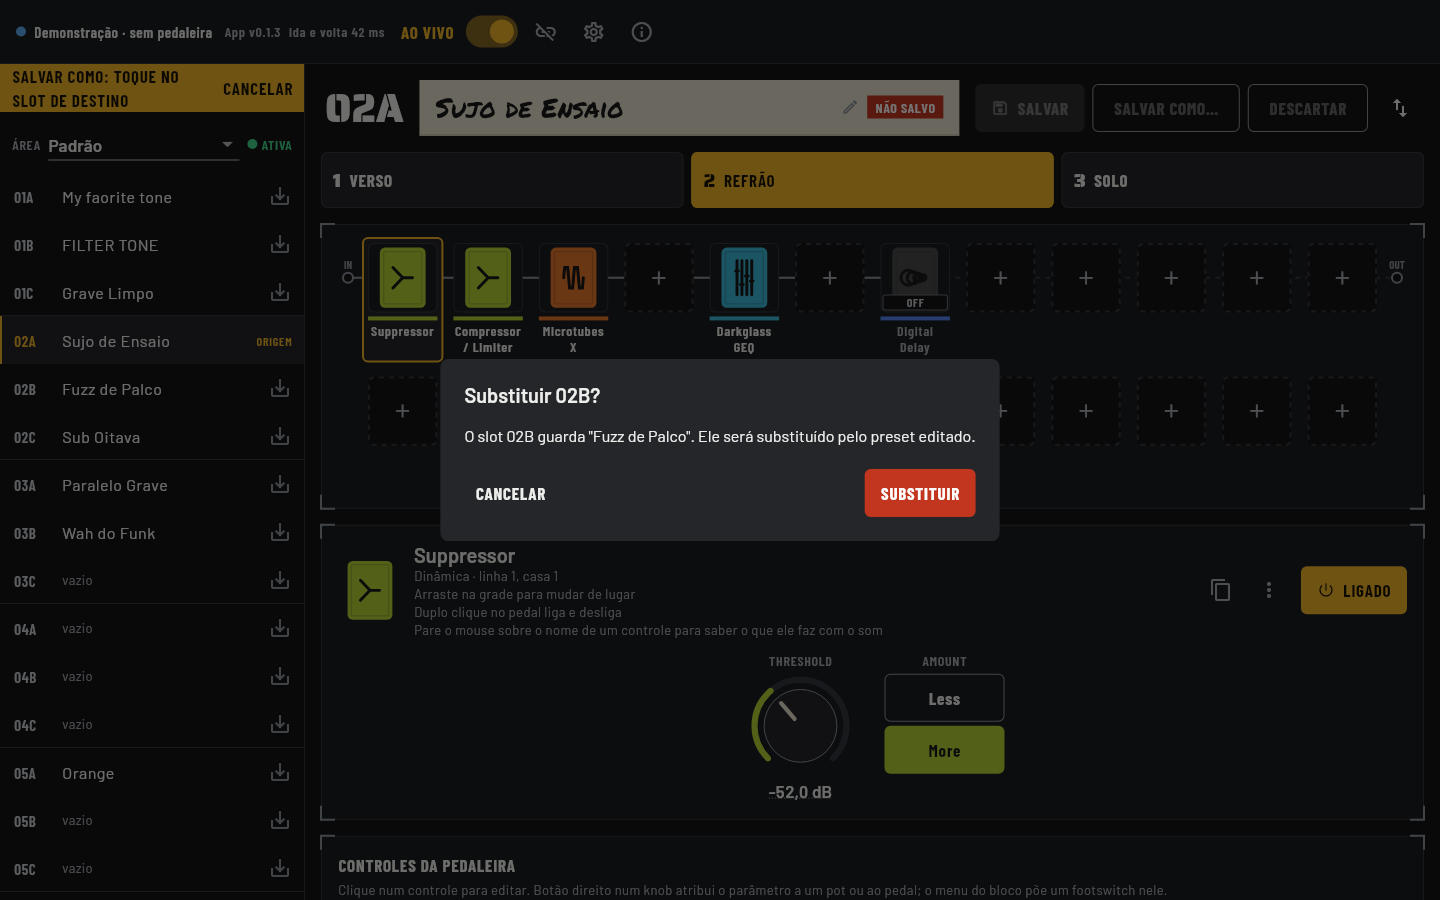 Demonstração · sem pedaleira App v0.1.3 Ida e volta 42 ms AO VIVO
SALVAR COMO: TOQUE NO
SLOT DE DESTINO
CANCELAR
ÁREA Padrão ATIVA
01A My faorite tone
01B FILTER TONE
01C Grave Limpo
02A Sujo de Ensaio ORIGEM
02B Fuzz de Palco
02C Sub Oitava
03A Paralelo Grave
03B Wah do Funk
03C vazio
04A vazio
04B vazio
04C vazio
05A Orange
05B vazio
05C vazio
02A Sujo de Ensaio NÃO SALVO SALVAR SALVAR COMO... DESCARTAR
1 VERSO
2 REFRÃO
3 SOLO
IN
OUT
OFF
Suppressor
Compressor
/ Limiter
Microtubes
X
Darkglass
GEQ
Digital
Delay
Substituir 02B?
O slot 02B guarda "Fuzz de Palco". Ele será substituído pelo preset editado.
CANCELAR
SUBSTITUIR
Suppressor
Dinâmica · linha 1, casa 1
Arraste na grade para mudar de lugar
Duplo clique no pedal liga e desliga
Pare o mouse sobre o nome de um controle para saber o que ele faz com o som
LIGADO
THRESHOLD
-52,0 dB
AMOUNT
Less
More
CONTROLES DA PEDALEIRA
Clique num controle para editar. Botão direito num knob atribui o parâmetro a um pot ou ao pedal; o menu do bloco põe um footswitch nele.